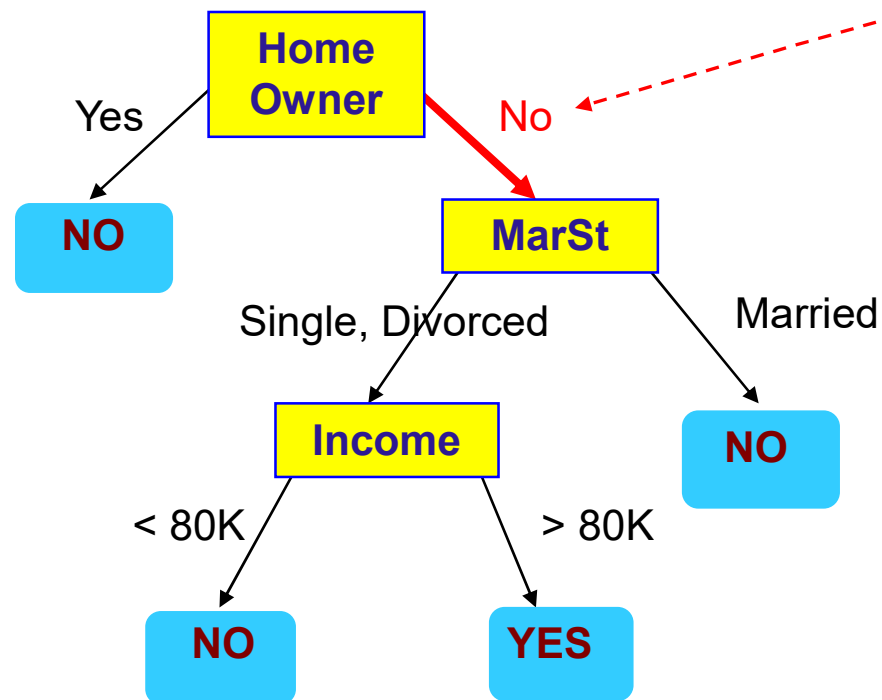 Home
Owner
Yes
No
NO
MarSt
Single, Divorced
Married
Income
NO
< 80K
> 80K
NO
YES